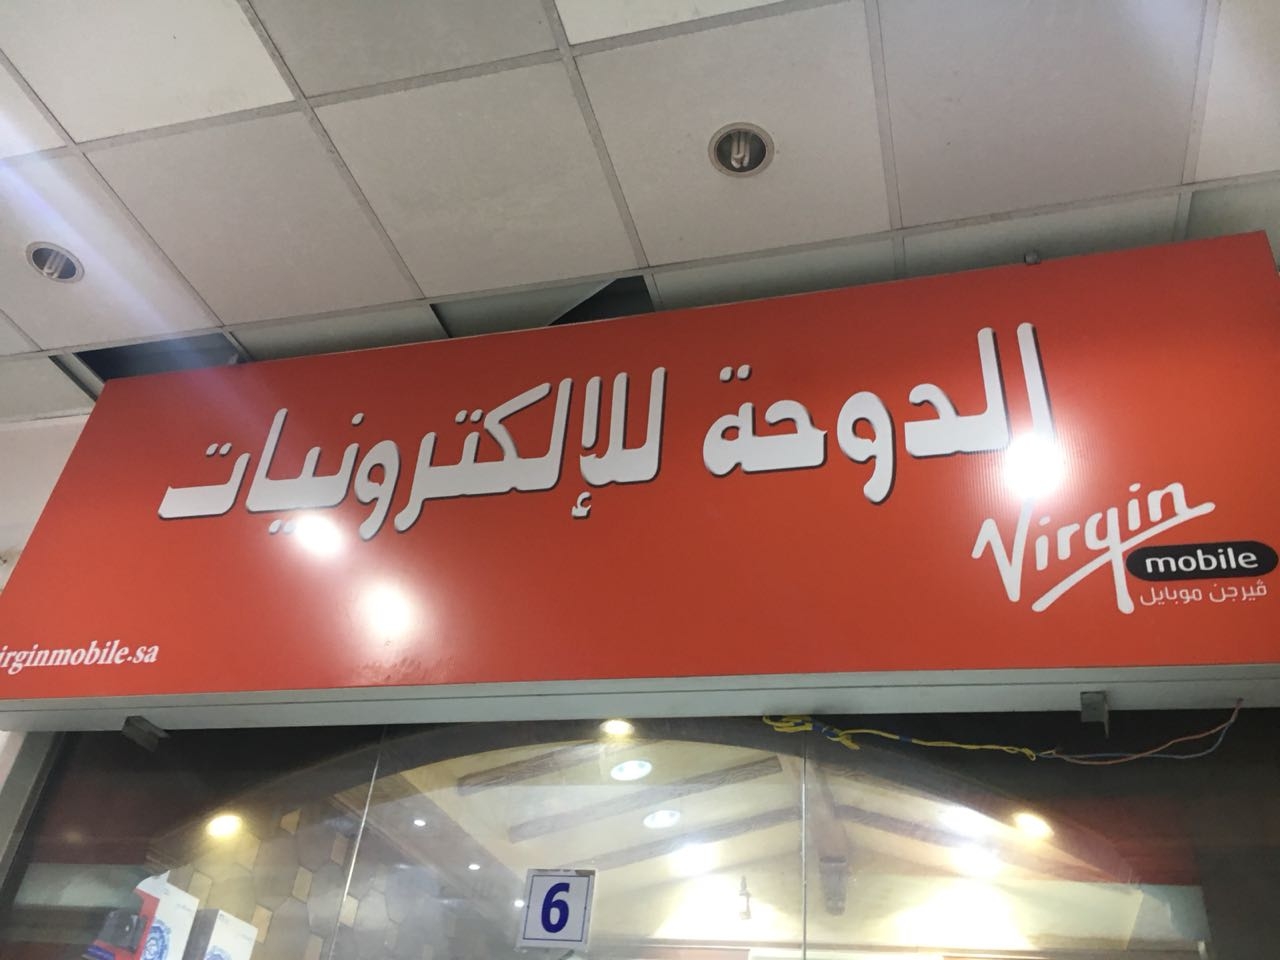 الدوحة للإلكترونيات
Virgin
mobile
ڤيرجن موبايل
irginmobile.sa
6